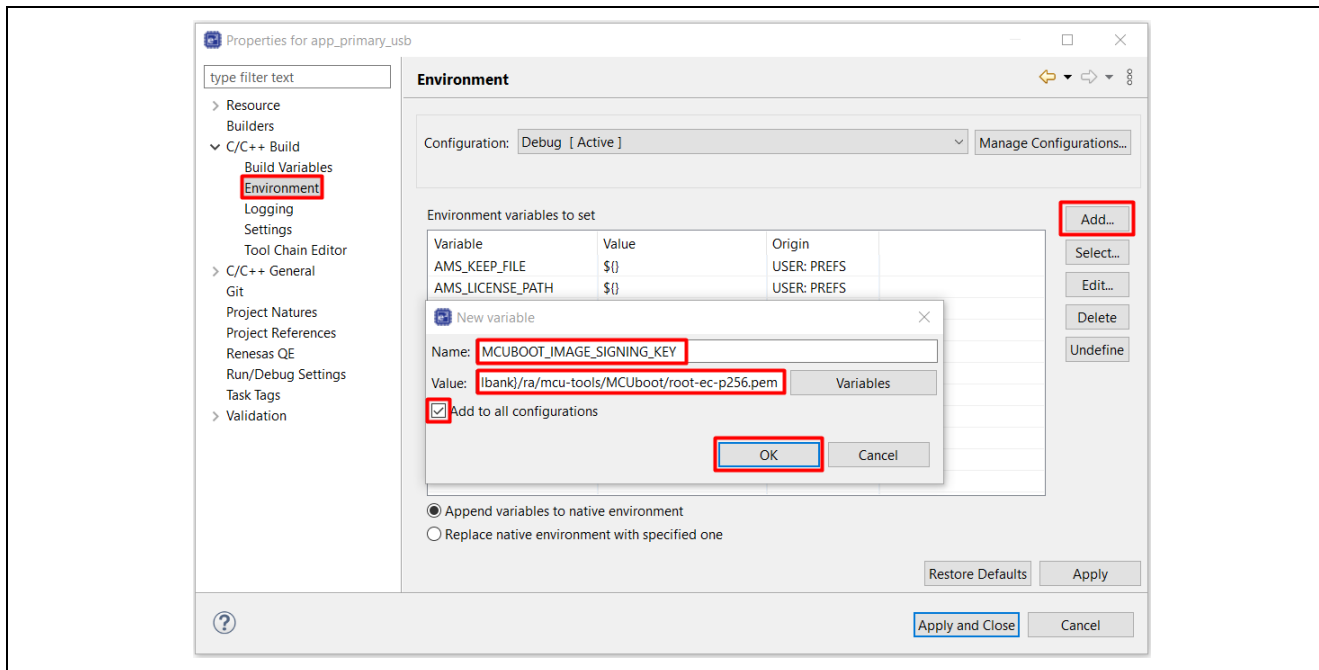 Properties for app_primary_usb
type filter text
Resource
Builders
C/C++ Build
Build Variables
Environment
Logging
Settings
Tool Chain Editor
C/C++ General
Git
Project Natures
Project References
Renesas QE
Run/Debug Settings
Task Tags
Validation
Environment
Configuration: Debug [ Active ] Manage Configurations...
Environment variables to set
Variable Value Origin
AMS_KEEP_FILE ${} USER: PREFS
AMS_LICENSE_PATH ${} USER: PREFS
Add...
Select...
Edit...
Delete
Undefine
New variable
Name: MCUBOOT_IMAGE_SIGNING_KEY
Value: lbank}/ra/mcu-tools/MCUboot/root-ec-p256.pem Variables
Add to all configurations
OK Cancel
Append variables to native environment
Replace native environment with specified one
Restore Defaults Apply
Apply and Close Cancel